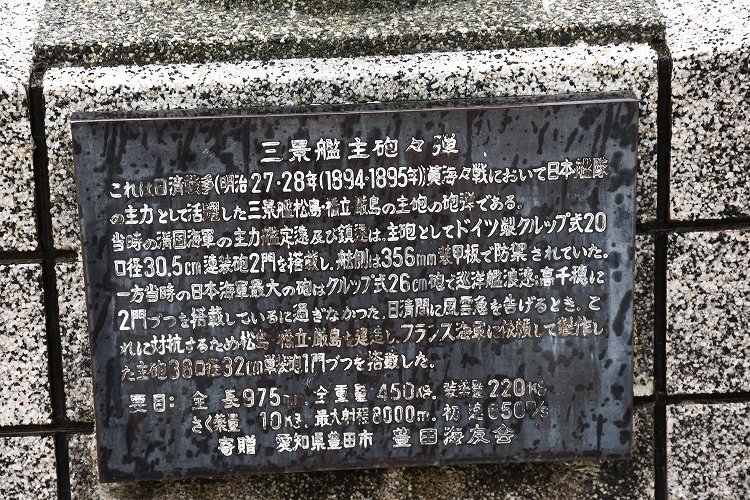 三景艦主砲々弾
これは日清戦争(明治27・28年(1894-1895年))黄海々戦において日本艦隊
の主力として活躍した三景艦松島・橋立・厳島の主砲の砲弾である。
当時の清国海軍の主力艦定遠及び鎮遠は、主砲としてドイツ製クルップ式20
口径30.5cm連装砲2門を搭載し、舷側は356mm装甲板で防禦されていた。
一方当時の日本海軍最大の砲はクルップ式26cm砲で巡洋艦浪速、高千穂に
2門づつを搭載しているに過ぎなかった。日清間に風雲急を告げるとき、こ
れに対抗するため松島・橋立・厳島を建造し、フランス海軍に依頼して製作し
た主砲38口径32cm単装砲1門づつを搭載した。
要目: 全長975mm 全重量450Kg. 装薬量220Kg
さく薬量10Kg. 最大射程8000m. 初速650%
寄贈 愛知県豊田市 豊田海友会